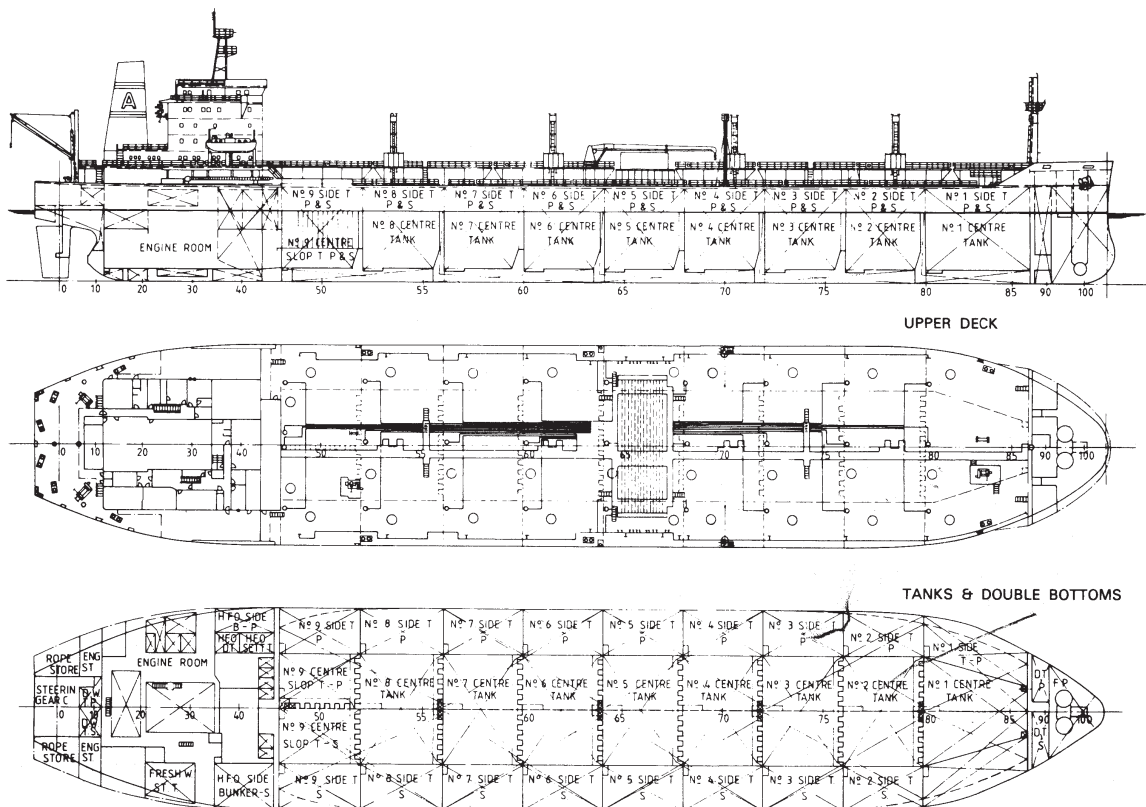 A
Nº 9 SIDE T
P & S
Nº 8 SIDE T
P & S
Nº 7 SIDE T
P & S
Nº 6 SIDE T
P & S
Nº 5 SIDE T
P & S
Nº 4 SIDE T
P & S
Nº 3 SIDE T
P & S
Nº 2 SIDE T
P & S
Nº 1 SIDE T
P & S
ENGINE ROOM
Nº 9 CENTRE
SLOP T P & S
Nº 8 CENTRE
TANK
Nº 7 CENTRE
TANK
Nº 6 CENTRE
TANK
Nº 5 CENTRE
TANK
Nº 4 CENTRE
TANK
Nº 3 CENTRE
TANK
Nº 2 CENTRE
TANK
Nº 1 CENTRE
TANK
0 10 20 30 40 50 55 60 65 70 75 80 85 90 100
UPPER DECK
0 10 20 30 40 50 55 60 65 70 75 80 85 90 100
TANKS & DOUBLE BOTTOMS
ROPE
STORE
ENG
ST
ENGINE ROOM
H.F.O SIDE
B - P
HFO
DT
H.F.O
SETT T
Nº 9 SIDE T
P
Nº 8 SIDE T
P
Nº 7 SIDE T
P
Nº 6 SIDE T
P
Nº 5 SIDE T
P
Nº 4 SIDE T
P
Nº 3 SIDE T
P
Nº 2 SIDE T
P
Nº 1 SIDE
T - P
STEERIN
GEAR C
D.W
T.P
D.W
T.S
Nº 9 CENTRE
SLOP T - P
Nº 8 CENTRE
TANK
Nº 7 CENTRE
TANK
Nº 6 CENTRE
TANK
Nº 5 CENTRE
TANK
Nº 4 CENTRE
TANK
Nº 3 CENTRE
TANK
Nº 2 CENTRE
TANK
Nº 1 CENTRE
TANK
D.T
P
F P
0 10 20 30 40 50 55 60 65 70 75 80 85 90 100
Nº 9 CENTRE
SLOP T - S
D.T
S
ROPE
STORE
ENG
ST
FRESH W
ST T
H.F.O SIDE
BUNKER-S
Nº 9 SIDE T
S
Nº 8 SIDE T
S
Nº 7 SIDE T
S
Nº 6 SIDE T
S
Nº 5 SIDE T
S
Nº 4 SIDE T
S
Nº 3 SIDE T
S
Nº 2 SIDE T
S